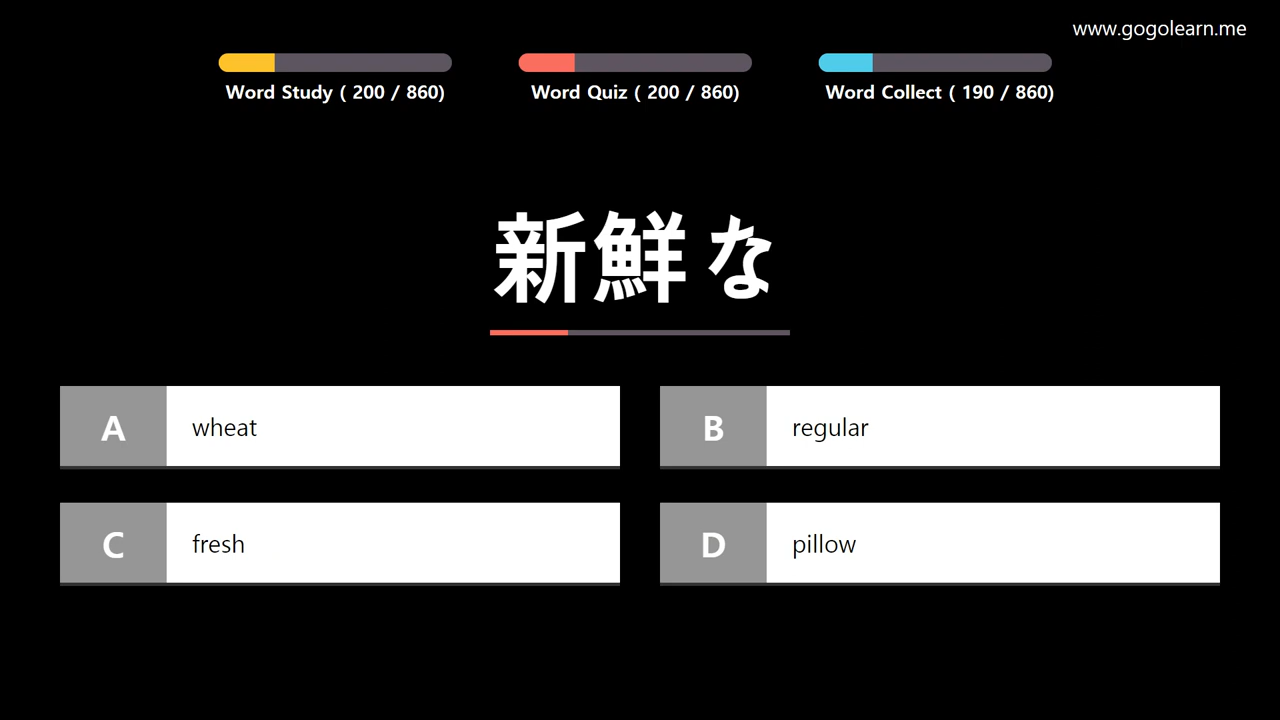 www.gogolearn.me
Word Study ( 200 / 860)
Word Quiz ( 200 / 860)
Word Collect ( 190 / 860)
新鮮な
A wheat
B regular
C fresh
D pillow